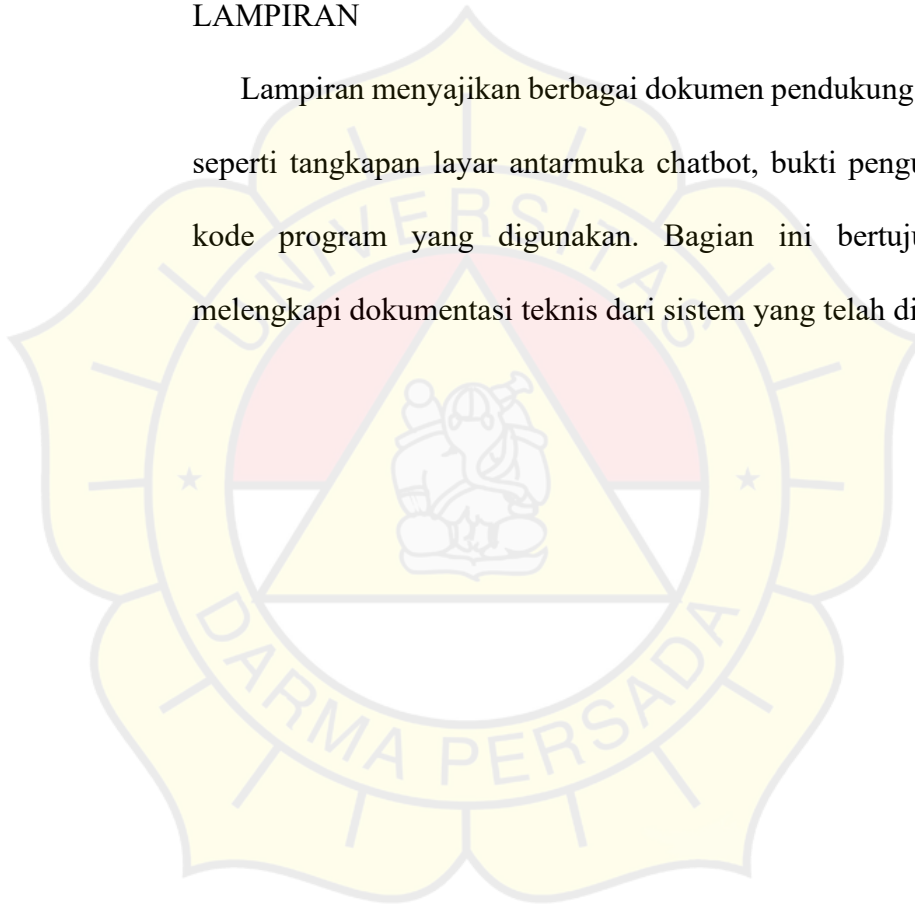 LAMPIRAN
Lampiran menyajikan berbagai dokumen pendukung
seperti tangkapan layar antarmuka chatbot, bukti
kode program yang digunakan. Bagian ini
melengkapi dokumentasi teknis dari sistem yang telah
UNIVERSITAS
DARMA PERSADA